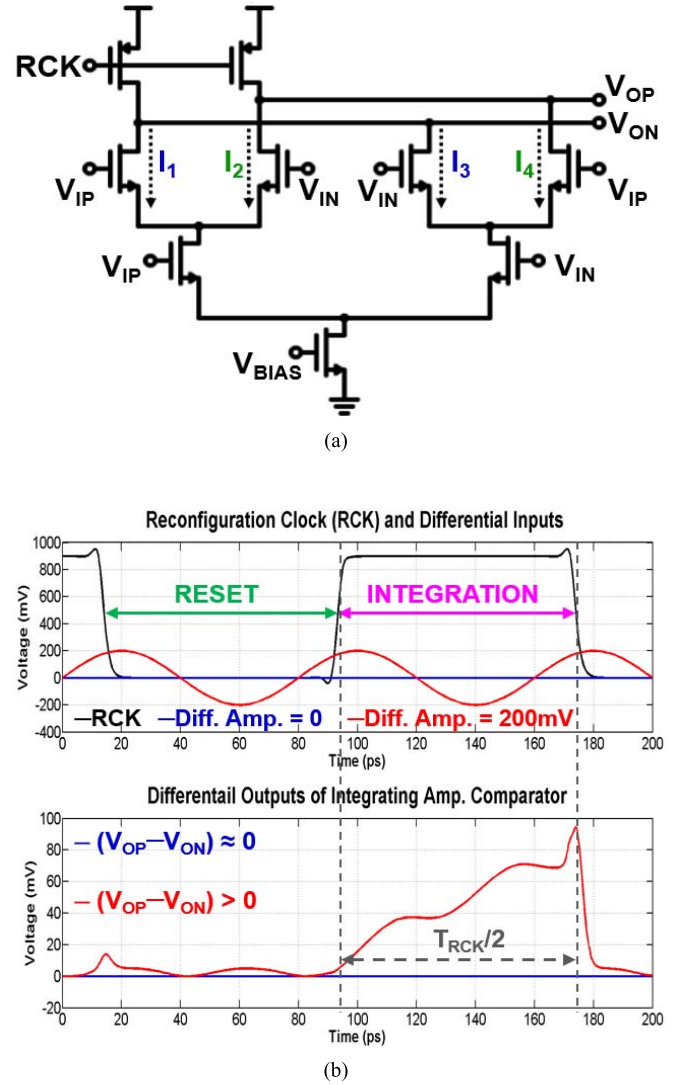 RCK
V_OP
V_ON
I_1
I_2
I_3
I_4
V_IP
V_IN
V_IN
V_IP
V_IP
V_IN
V_BIAS
(a)
Reconfiguration Clock (RCK) and Differential Inputs
Voltage (mV)
1000
800
600
400
200
0
-200
-400
RESET
INTEGRATION
—RCK —Diff. Amp. = 0 —Diff. Amp. = 200mV
0 20 40 60 80 100 120 140 160 180 200
Time (ps)
Differentail Outputs of Integrating Amp. Comparator
Voltage (mV)
100
80
60
40
20
0
-20
— (V_OP—V_ON) ≈ 0
— (V_OP—V_ON) > 0
T_RCK/2
0 20 40 60 80 100 120 140 160 180 200
Time (ps)
(b)